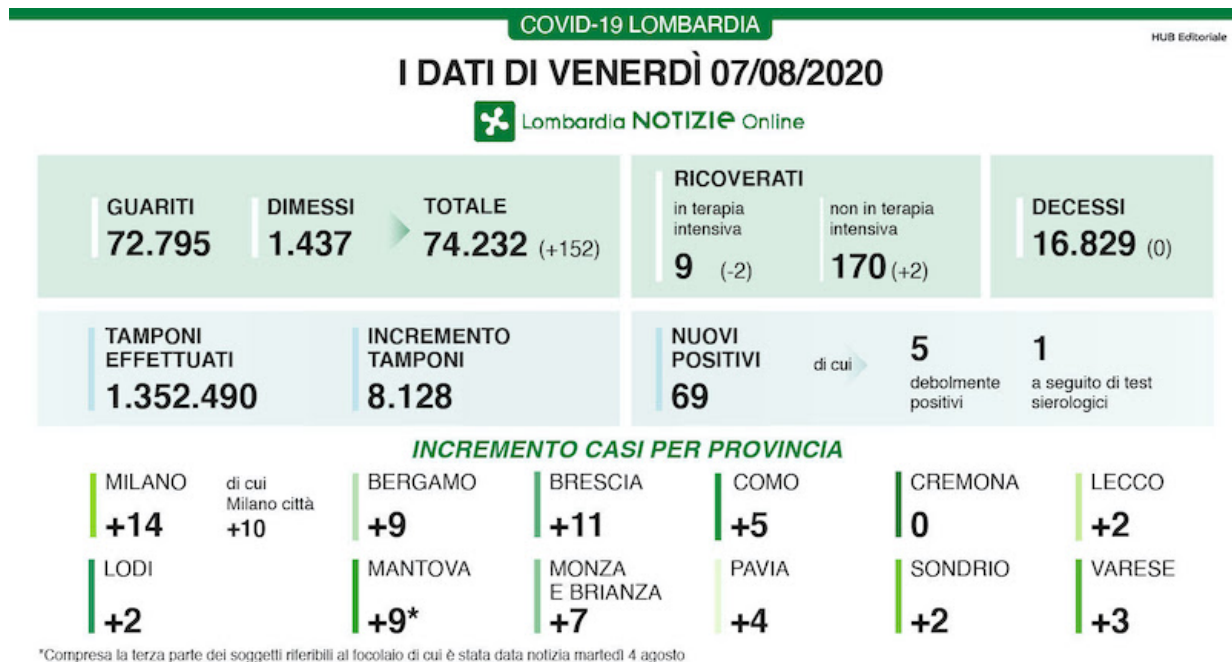 COVID-19 LOMBARDIA
HUB Editoriale
I DATI DI VENERDÌ 07/08/2020
Lombardia NOTIZIe Online
GUARITI
72.795
DIMESSI
1.437
TOTALE
74.232 (+152)
RICOVERATI
in terapia
intensiva
9 (-2)
non in terapia
intensiva
170 (+2)
DECESSI
16.829 (0)
TAMPONI
EFFETTUATI
1.352.490
INCREMENTO
TAMPONI
8.128
NUOVI
POSITIVI
69
di cui
5
debolmente
positivi
1
a seguito di test
sierologici
INCREMENTO CASI PER PROVINCIA
MILANO
+14
di cui
Milano città
+10
BERGAMO
+9
BRESCIA
+11
COMO
+5
CREMONA
0
LECCO
+2
LODI
+2
MANTOVA
+9*
MONZA
E BRIANZA
+7
PAVIA
+4
SONDRIO
+2
VARESE
+3
*Compresa la terza parte dei soggetti riferibili al focolaio di cui è stata data notizia martedì 4 agosto